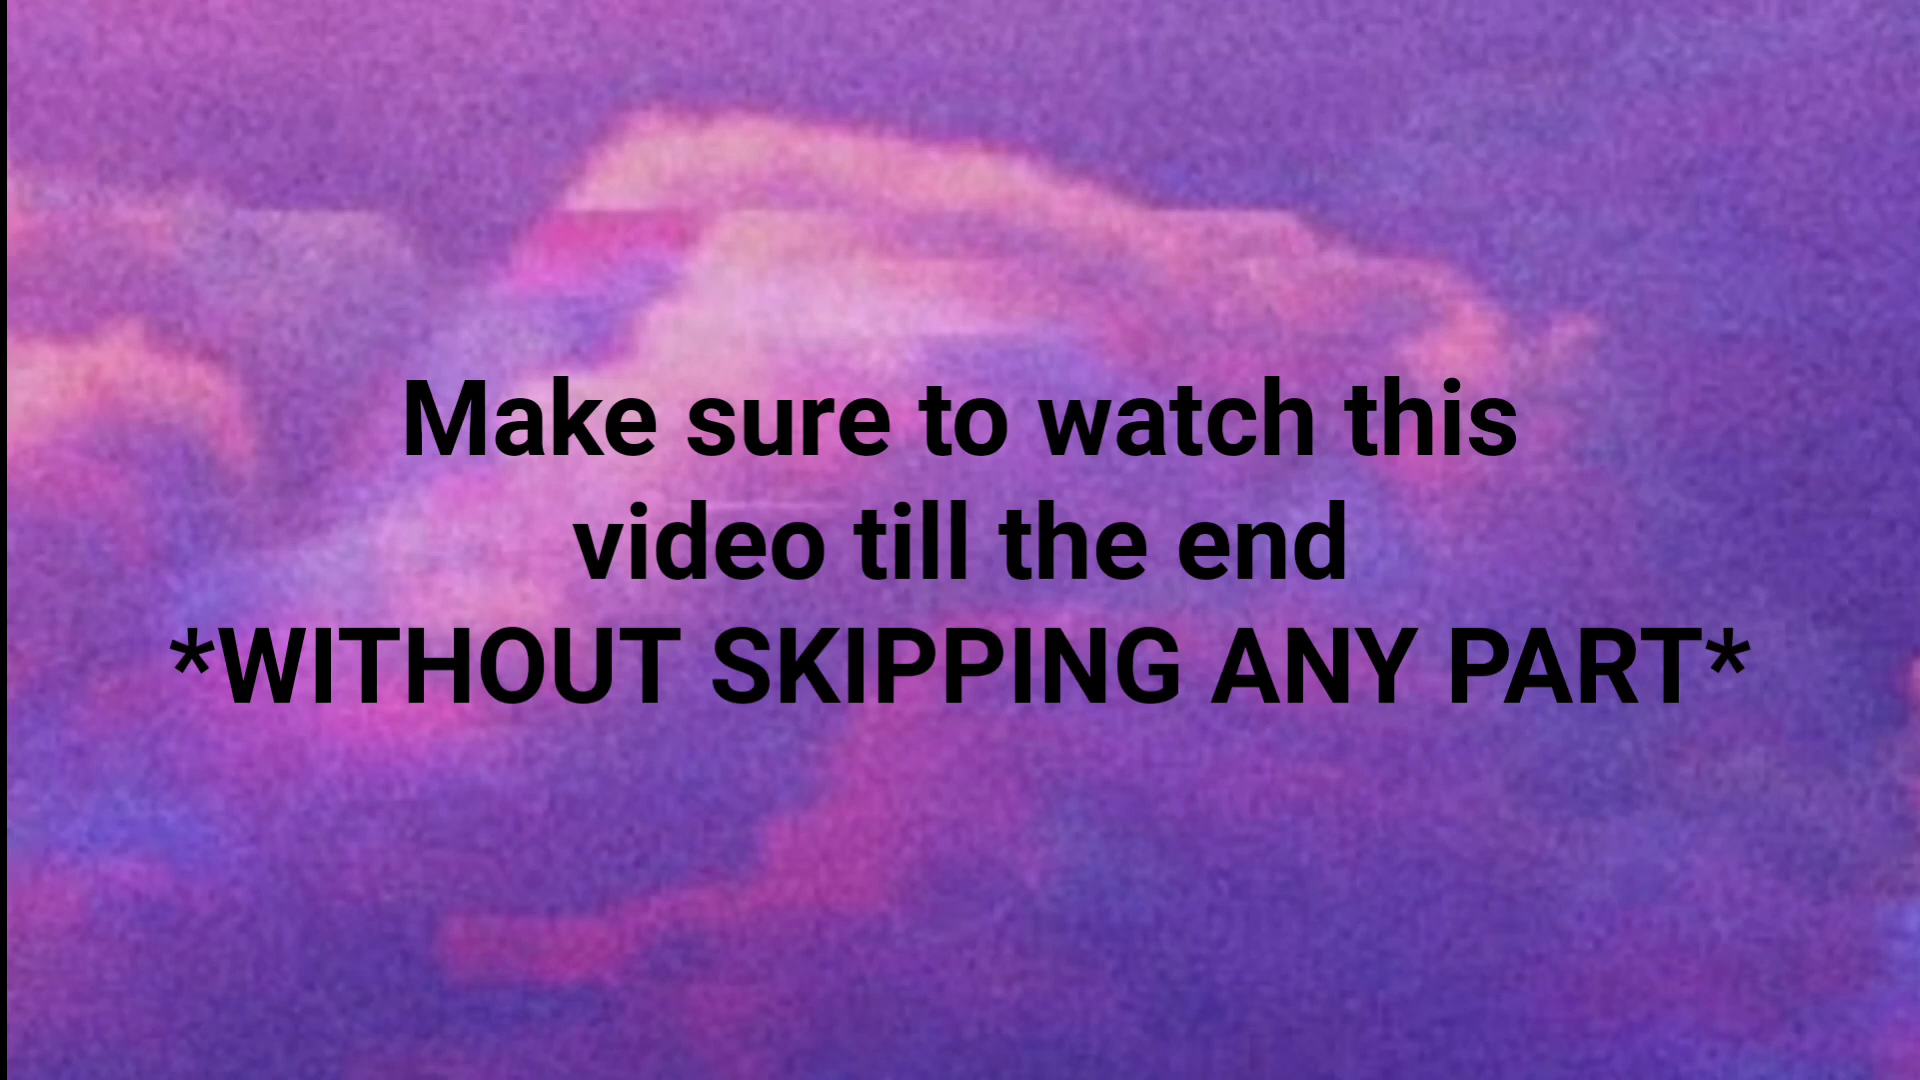 Make sure to watch this
video till the end
*WITHOUT SKIPPING ANY PART*